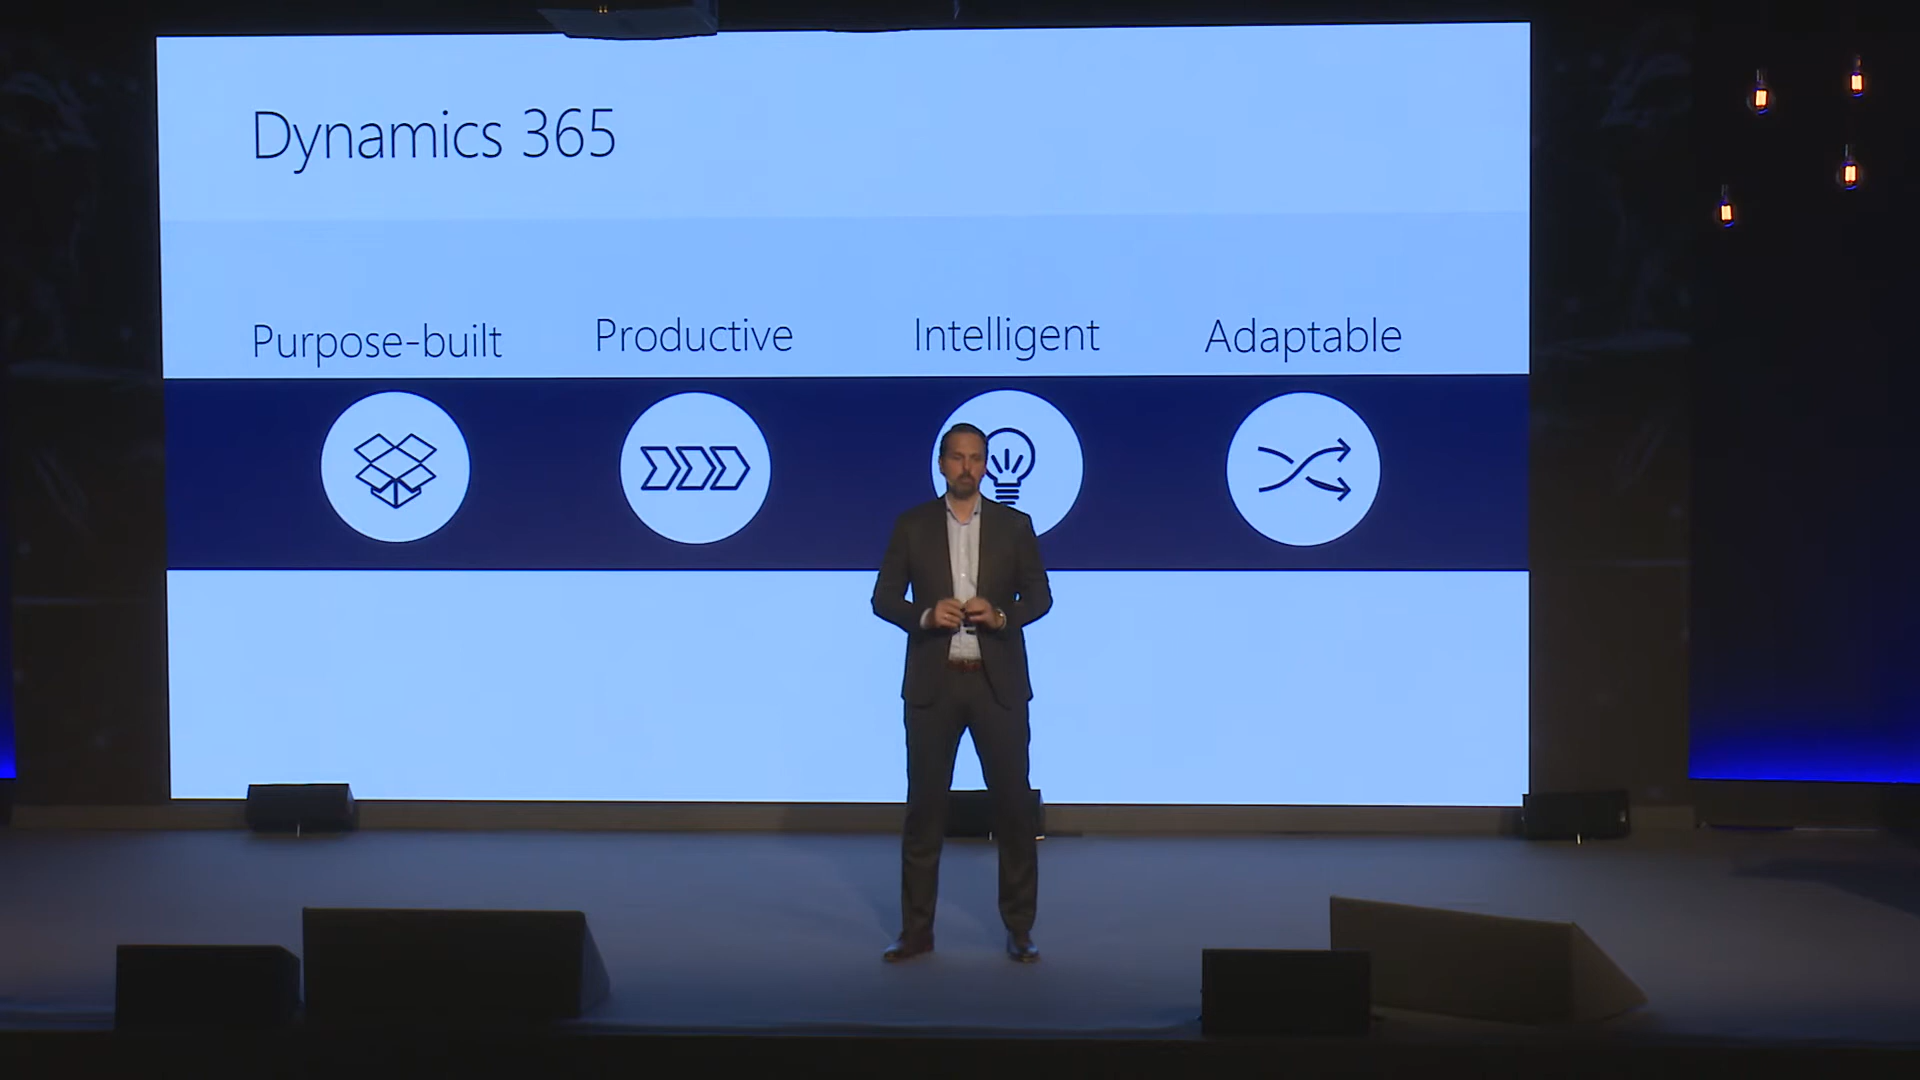 Dynamics 365
Purpose-built Productive Intelligent Adaptable